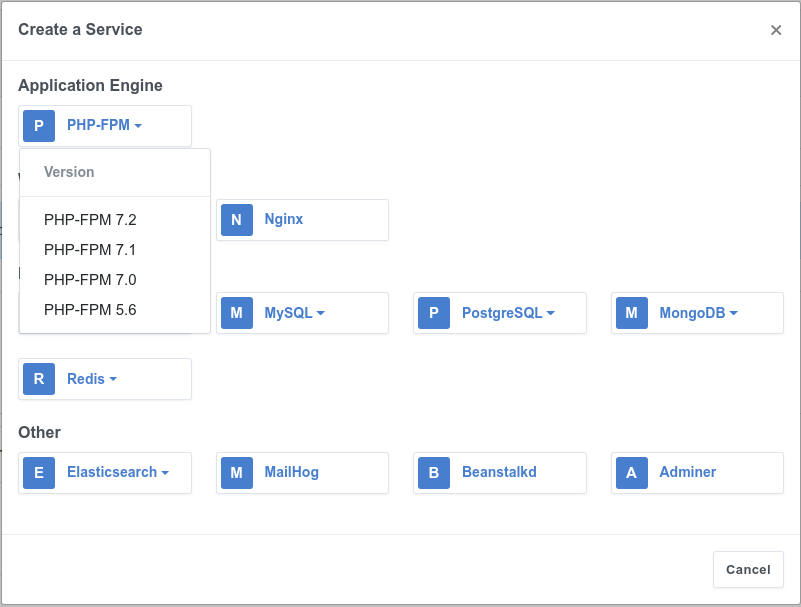 Create a Service
×
Application Engine
P PHP-FPM
Version
PHP-FPM 7.2
PHP-FPM 7.1
PHP-FPM 7.0
PHP-FPM 5.6
N Nginx
M MySQL
P PostgreSQL
M MongoDB
R Redis
Other
E Elasticsearch
M MailHog
B Beanstalkd
A Adminer
Cancel